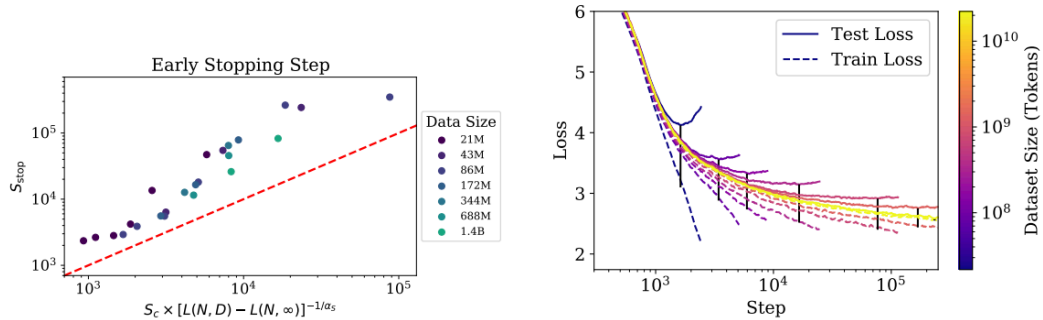 Early Stopping Step
S_stop
10^5
10^4
10^3
10^3
10^4
10^5
S_c × [L(N, D) − L(N, ∞)]^{−1/α_S}
Data Size
21M
43M
86M
172M
344M
688M
1.4B
Loss
6
5
4
3
2
10^3
10^4
10^5
Step
Test Loss
Train Loss
10^10
10^9
10^8
Dataset Size (Tokens)